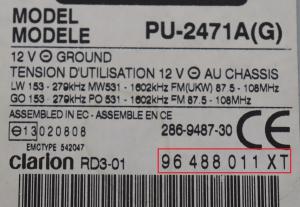 MODEL
MODELE PU-2471A(G)
12 V ⊖ GROUND
TENSION D'UTILISATION 12 V ⊖ AU CHASSIS
LW 153 - 279kHz MW531 - 1602kHz FM(UKW) 87.5 - 108MHz
GO 153 - 279kHz PO 531 - 1602kHz FM 87.5 - 108MHz
ASSEMBLED IN EC - ASSEMBLE EN CE
⊖13020808 286-9487-30 CE
EMCTYPE 542047
clarion RD3-01 96 488 011 XT